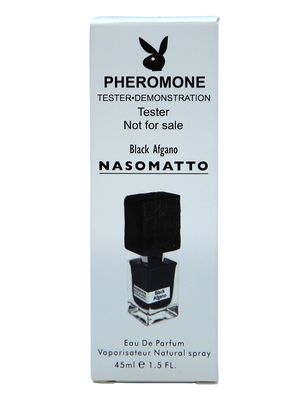 PHEROMONE
TESTER•DEMONSTRATION
Tester
Not for sale
Black Afgano
NASOMATTO
Black
Afgano
Eau De Parfum
Vaporisateur Natural spray
45ml e 1.5 FL.